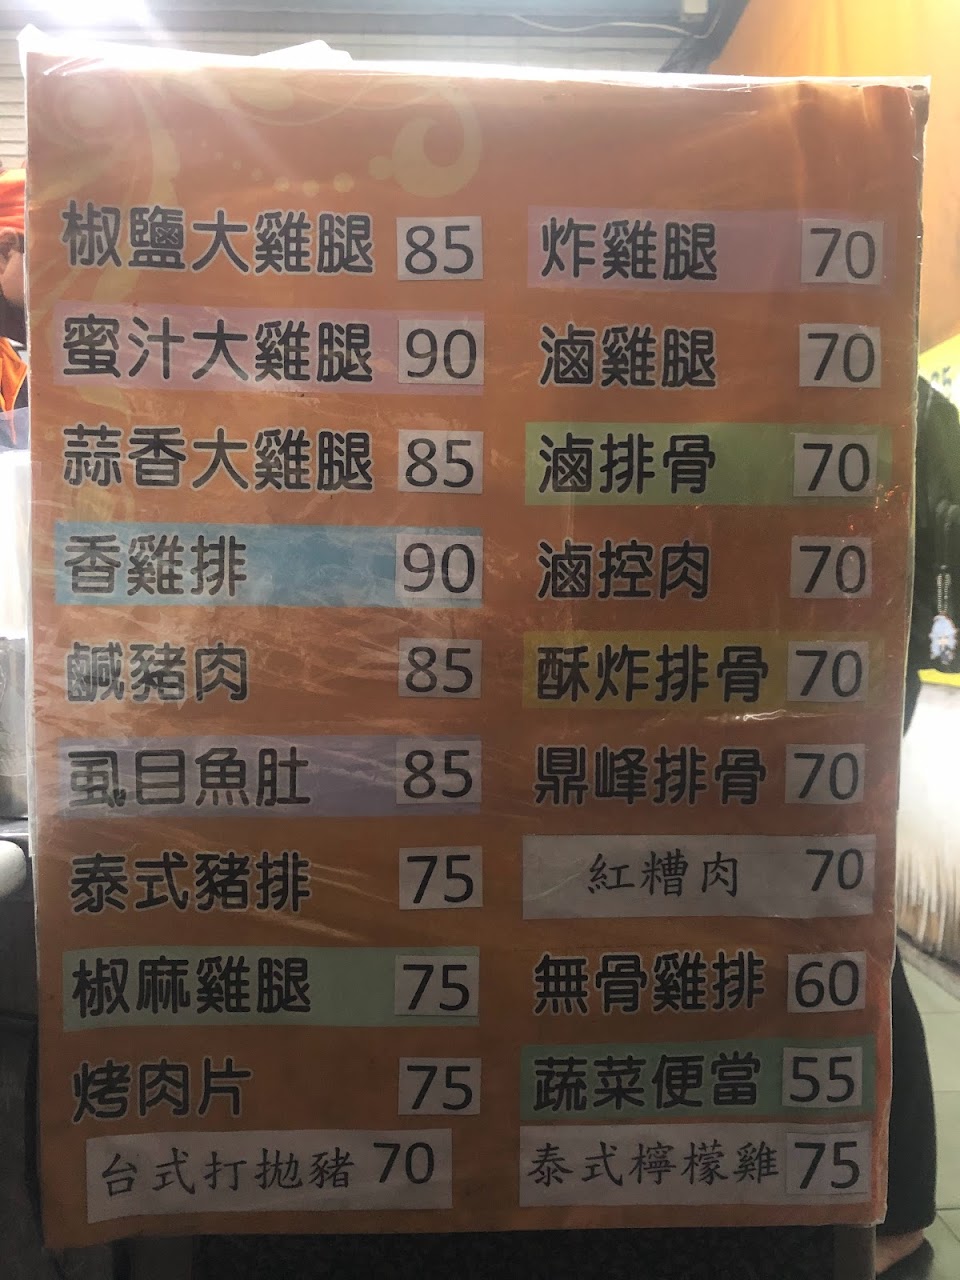 椒鹽大雞腿 85
蜜汁大雞腿 90
蒜香大雞腿 85
香雞排 90
鹹豬肉 85
虱目魚肚 85
泰式豬排 75
椒麻雞腿 75
烤肉片 75
台式打拋豬 70
炸雞腿 70
滷雞腿 70
滷排骨 70
滷控肉 70
酥炸排骨 70
鼎峰排骨 70
紅糟肉 70
無骨雞排 60
蔬菜便當 55
泰式檸檬雞 75